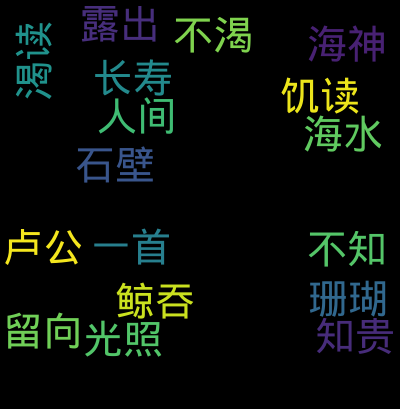 渴读
露出
不渴
海神
长寿
饥读
人间
海水
石壁
卢公
一首
不知
鲸吞
珊瑚
留向
光照
知贵